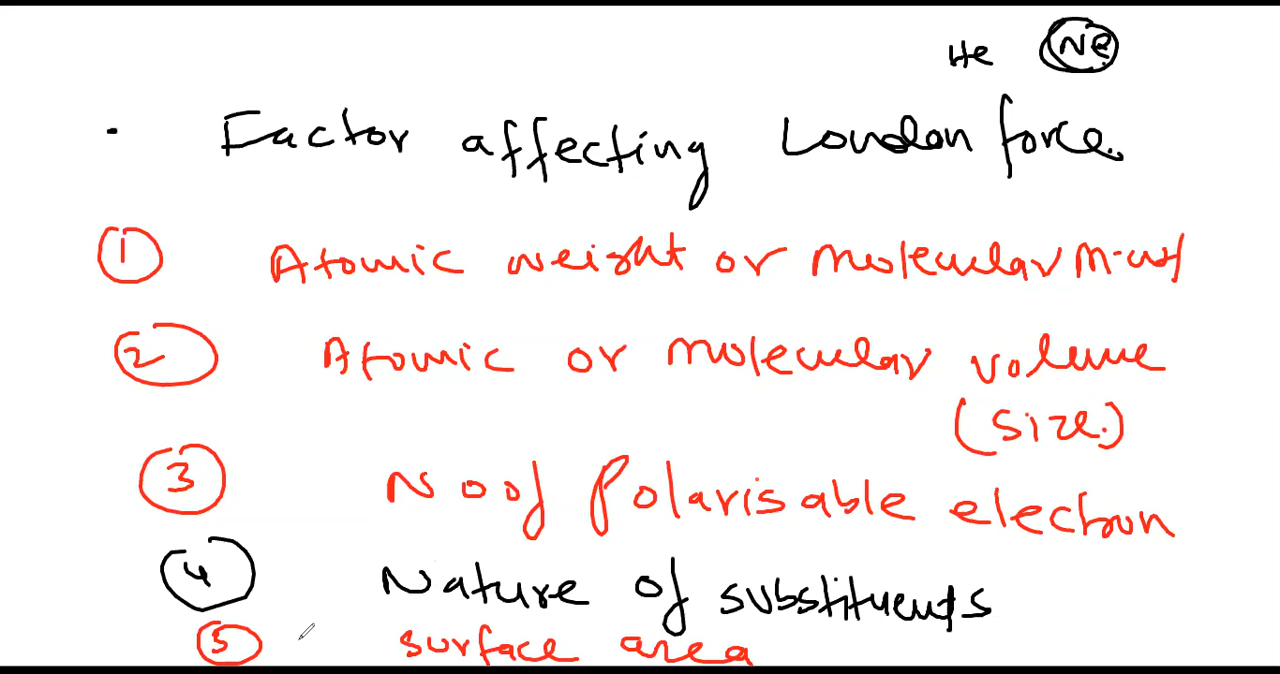 He Ne
· Factor affecting London force.
1 Atomic weight or molecular M.wt
2 Atomic or molecular volume
(size.)
3 No of Polarisable electron
4 Nature of substituents
5 surface area